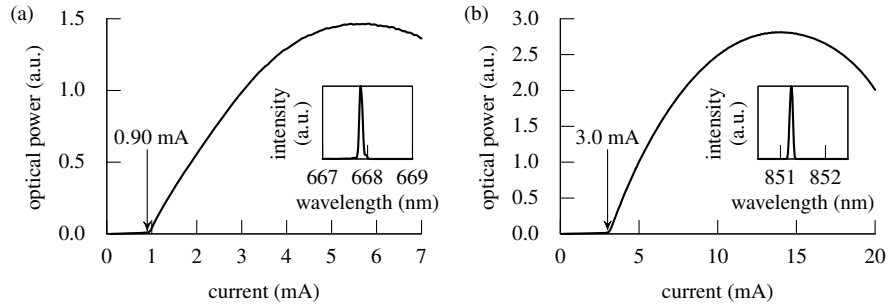 (a)
optical power (a.u.)
1.5
1.0
0.5
0.0
0.90 mA
intensity
(a.u.)
667 668 669
wavelength (nm)
0 1 2 3 4 5 6 7
current (mA)
(b)
optical power (a.u.)
3.0
2.5
2.0
1.5
1.0
0.5
0.0
3.0 mA
intensity
(a.u.)
851 852
wavelength (nm)
0 5 10 15 20
current (mA)